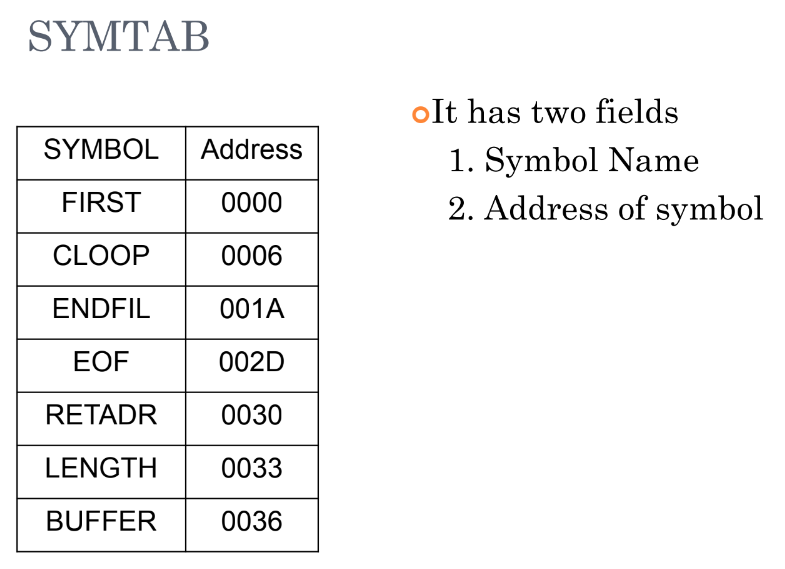 SYMTAB
SYMBOL Address
FIRST 0000
CLOOP 0006
ENDFIL 001A
EOF 002D
RETADR 0030
LENGTH 0033
BUFFER 0036
It has two fields
1. Symbol Name
2. Address of symbol